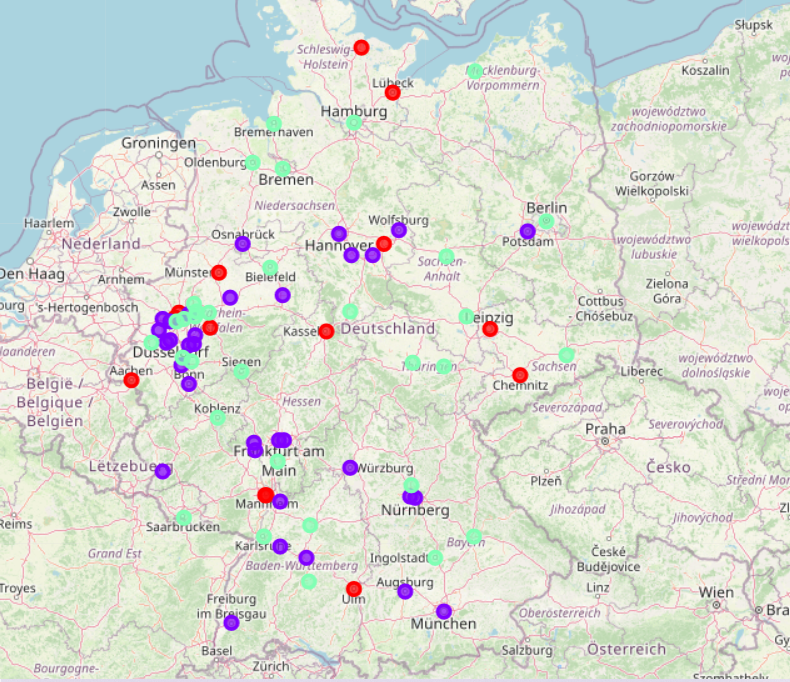 Słupsk
Schleswig-
Holstein
Koszalin
Mecklenburg-
Vorpommern
Lübeck
Hamburg
województwo
zachodniopomorskie
Bremerhaven
Groningen
Oldenburg
Bremen
Assen
Gorzów
Wielkopolski
Zwolle
Niedersachsen
Berlin
Haarlem
Wolfsburg
Osnabrück
Hannover
Potsdam
Nederland
województwo
lubuskie
Den Haag
Arnhem
Münster
Bielefeld
Sachsen-
Anhalt
Zielona
Góra
's-Hertogenbosch
Cottbus
- Chóśebuz
Leipzig
Kassel
Deutschland
Düsseldorf
województwo
dolnośląskie
Aachen
Bonn
Siegen
Thüringen
Sachsen
Liberec
Chemnitz
België /
Belgique /
Belgien
Hessen
Koblenz
Severozápad
Severovýchod
Praha
Frankfurt am
Main
Lëtzebuerg
Würzburg
Česko
Plzeň
Střední Mor
Mannheim
Nürnberg
Jihozápad
Jihovýchod
Reims
Saarbrücken
Karlsruhe
Bayern
Grand Est
Ingolstadt
Baden-Württemberg
České
Budějovice
Troyes
Augsburg
Linz
Wien
Ulm
Freiburg
im Breisgau
Oberösterreich
München
Basel
Salzburg
Österreich
Zürich
Bourgogne-